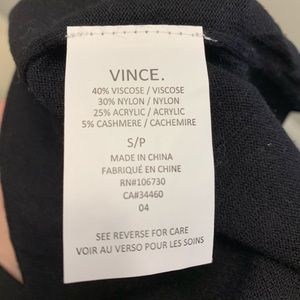 VINCE.
40% VISCOSE / VISCOSE
30% NYLON / NYLON
25% ACRYLIC / ACRYLIC
5% CASHMERE / CACHEMIRE
S/P
MADE IN CHINA
FABRIQUÉ EN CHINE
RN#106730
CA#34460
04
SEE REVERSE FOR CARE
VOIR AU VERSO POUR LES SOINS